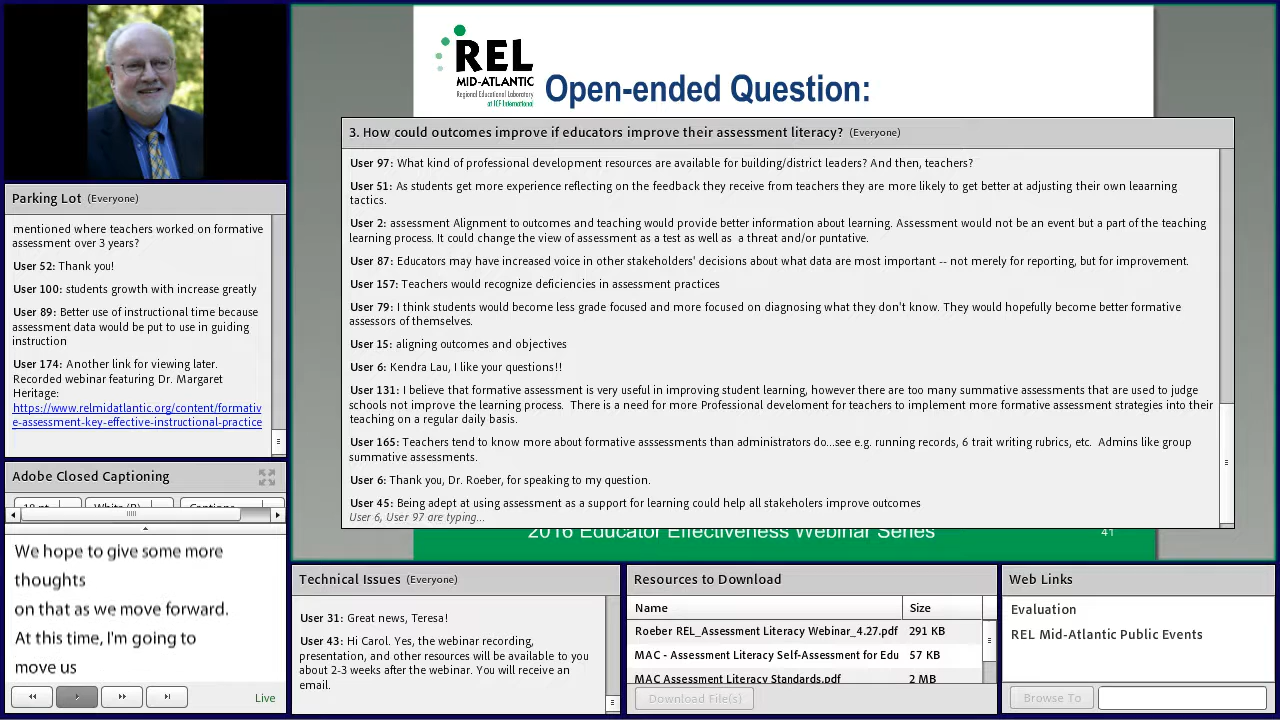 REL
MID-ATLANTIC
Regional Educational Laboratory
at ICF International
Open-ended Question:
3. How could outcomes improve if educators improve their assessment literacy? (Everyone)
User 97: What kind of professional development resources are available for building/district leaders? And then, teachers?
User 51: As students get more experience reflecting on the feedback they receive from teachers they are more likely to get better at adjusting their own learning
tactics.
User 2: assessment Alignment to outcomes and teaching would provide better information about learning. Assessment would not be an event but a part of the teaching
learning process. It could change the view of assessment as a test as well as a threat and/or puntative.
User 87: Educators may have increased voice in other stakeholders' decisions about what data are most important -- not merely for reporting, but for improvement.
User 157: Teachers would recognize deficiencies in assessment practices
User 79: I think students would become less grade focused and more focused on diagnosing what they don't know. They would hopefully become better formative
assessors of themselves.
User 15: aligning outcomes and objectives
User 6: Kendra Lau, I like your questions!!
User 131: I believe that formative assessment is very useful in improving student learning, however there are too many summative assessments that are used to judge
schools not improve the learning process. There is a need for more Professional develoment for teachers to implement more formative assessment strategies into their
teaching on a regular daily basis.
User 165: Teachers tend to know more about formative asssessments than administrators do...see e.g. running records, 6 trait writing rubrics, etc. Admins like group
summative assessments.
User 6: Thank you, Dr. Roeber, for speaking to my question.
User 45: Being adept at using assessment as a support for learning could help all stakeholers improve outcomes
User 6, User 97 are typing...
2016 Educator Effectiveness Webinar Series
41
Parking Lot (Everyone)
mentioned where teachers worked on formative
assessment over 3 years?
User 52: Thank you!
User 100: students growth with increase greatly
User 89: Better use of instructional time because
assessment data would be put to use in guiding
instruction
User 174: Another link for viewing later.
Recorded webinar featuring Dr. Margaret
Heritage:
https://www.relmidatlantic.org/content/formativ
e-assessment-key-effective-instructional-practice
Adobe Closed Captioning
18 pt
White (B)
Captions
We hope to give some more
thoughts
on that as we move forward.
At this time, I'm going to
move us
Live
Technical Issues (Everyone)
User 31: Great news, Teresa!
User 43: Hi Carol. Yes, the webinar recording,
presentation, and other resources will be available to you
about 2-3 weeks after the webinar. You will receive an
email.
Resources to Download
Name Size
Roeber REL_Assessment Literacy Webinar_4.27.pdf 291 KB
MAC - Assessment Literacy Self-Assessment for Edu 57 KB
MAC Assessment Literacy Standards.pdf 2 MB
Download File(s)
Web Links
Evaluation
REL Mid-Atlantic Public Events
Browse To